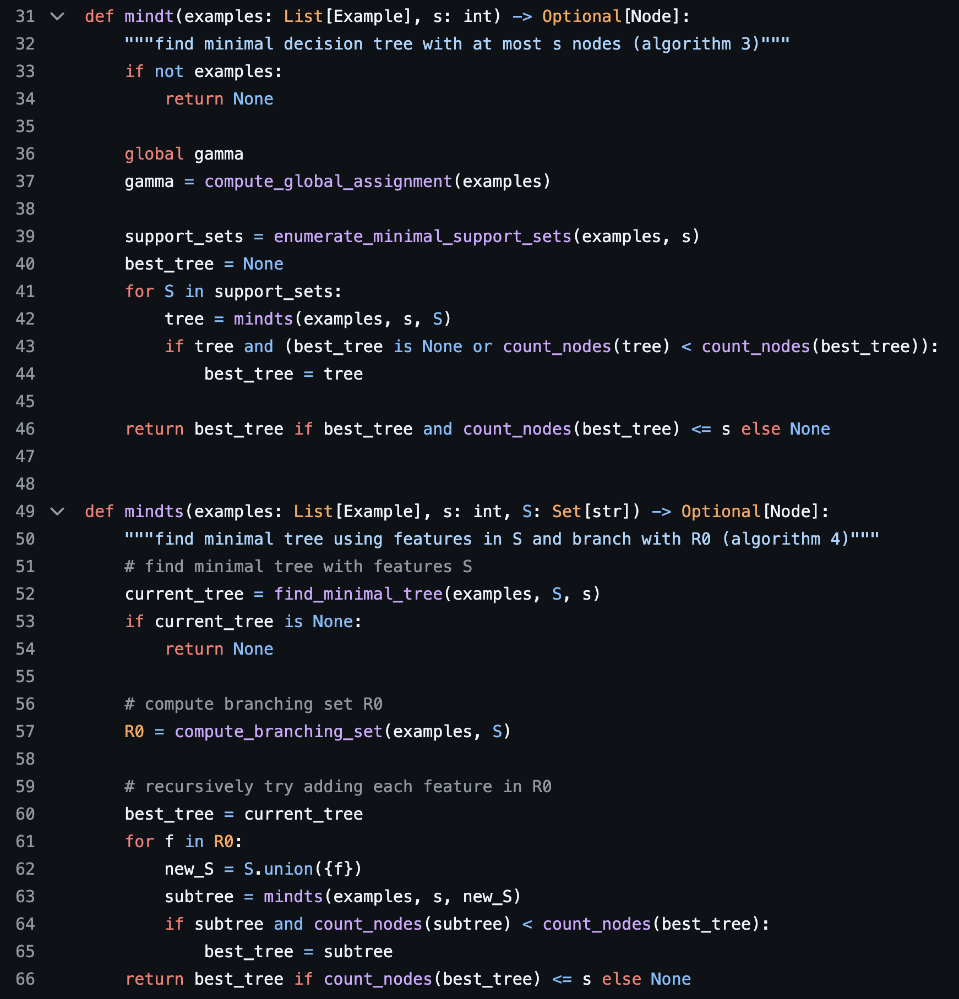 31 def mindt(examples: List[Example], s: int) -> Optional[Node]:
32     """find minimal decision tree with at most s nodes (algorithm 3)"""
33     if not examples:
34         return None
35
36     global gamma
37     gamma = compute_global_assignment(examples)
38
39     support_sets = enumerate_minimal_support_sets(examples, s)
40     best_tree = None
41     for S in support_sets:
42         tree = mindts(examples, s, S)
43         if tree and (best_tree is None or count_nodes(tree) < count_nodes(best_tree)):
44             best_tree = tree
45
46     return best_tree if best_tree and count_nodes(best_tree) <= s else None
47
48
49 def mindts(examples: List[Example], s: int, S: Set[str]) -> Optional[Node]:
50     """find minimal tree using features in S and branch with R0 (algorithm 4)"""
51     # find minimal tree with features S
52     current_tree = find_minimal_tree(examples, S, s)
53     if current_tree is None:
54         return None
55
56     # compute branching set R0
57     R0 = compute_branching_set(examples, S)
58
59     # recursively try adding each feature in R0
60     best_tree = current_tree
61     for f in R0:
62         new_S = S.union({f})
63         subtree = mindts(examples, s, new_S)
64         if subtree and count_nodes(subtree) < count_nodes(best_tree):
65             best_tree = subtree
66     return best_tree if count_nodes(best_tree) <= s else None